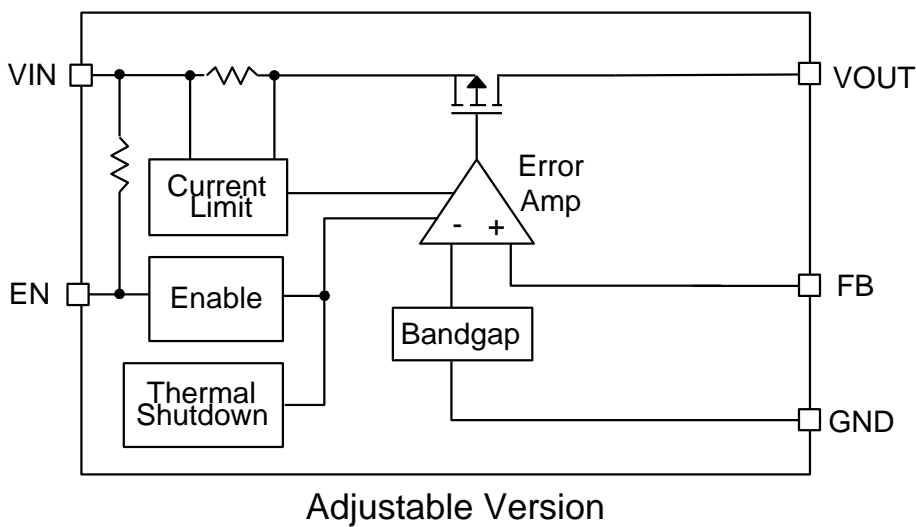 VIN
VOUT
Current
Limit
Error
Amp
- +
EN
Enable
FB
Bandgap
Thermal
Shutdown
GND
Adjustable Version